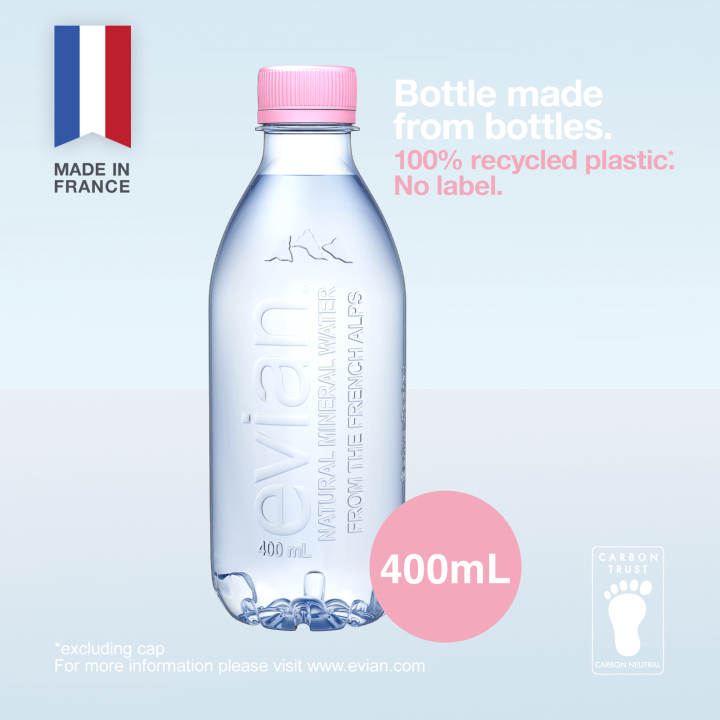 MADE IN
FRANCE
Bottle made
from bottles.
100% recycled plastic.*
No label.
evian
NATURAL MINERAL WATER
FROM THE FRENCH ALPS
400 mL
400mL
CARBON
TRUST
CARBON NEUTRAL
*excluding cap
For more information please visit www.evian.com